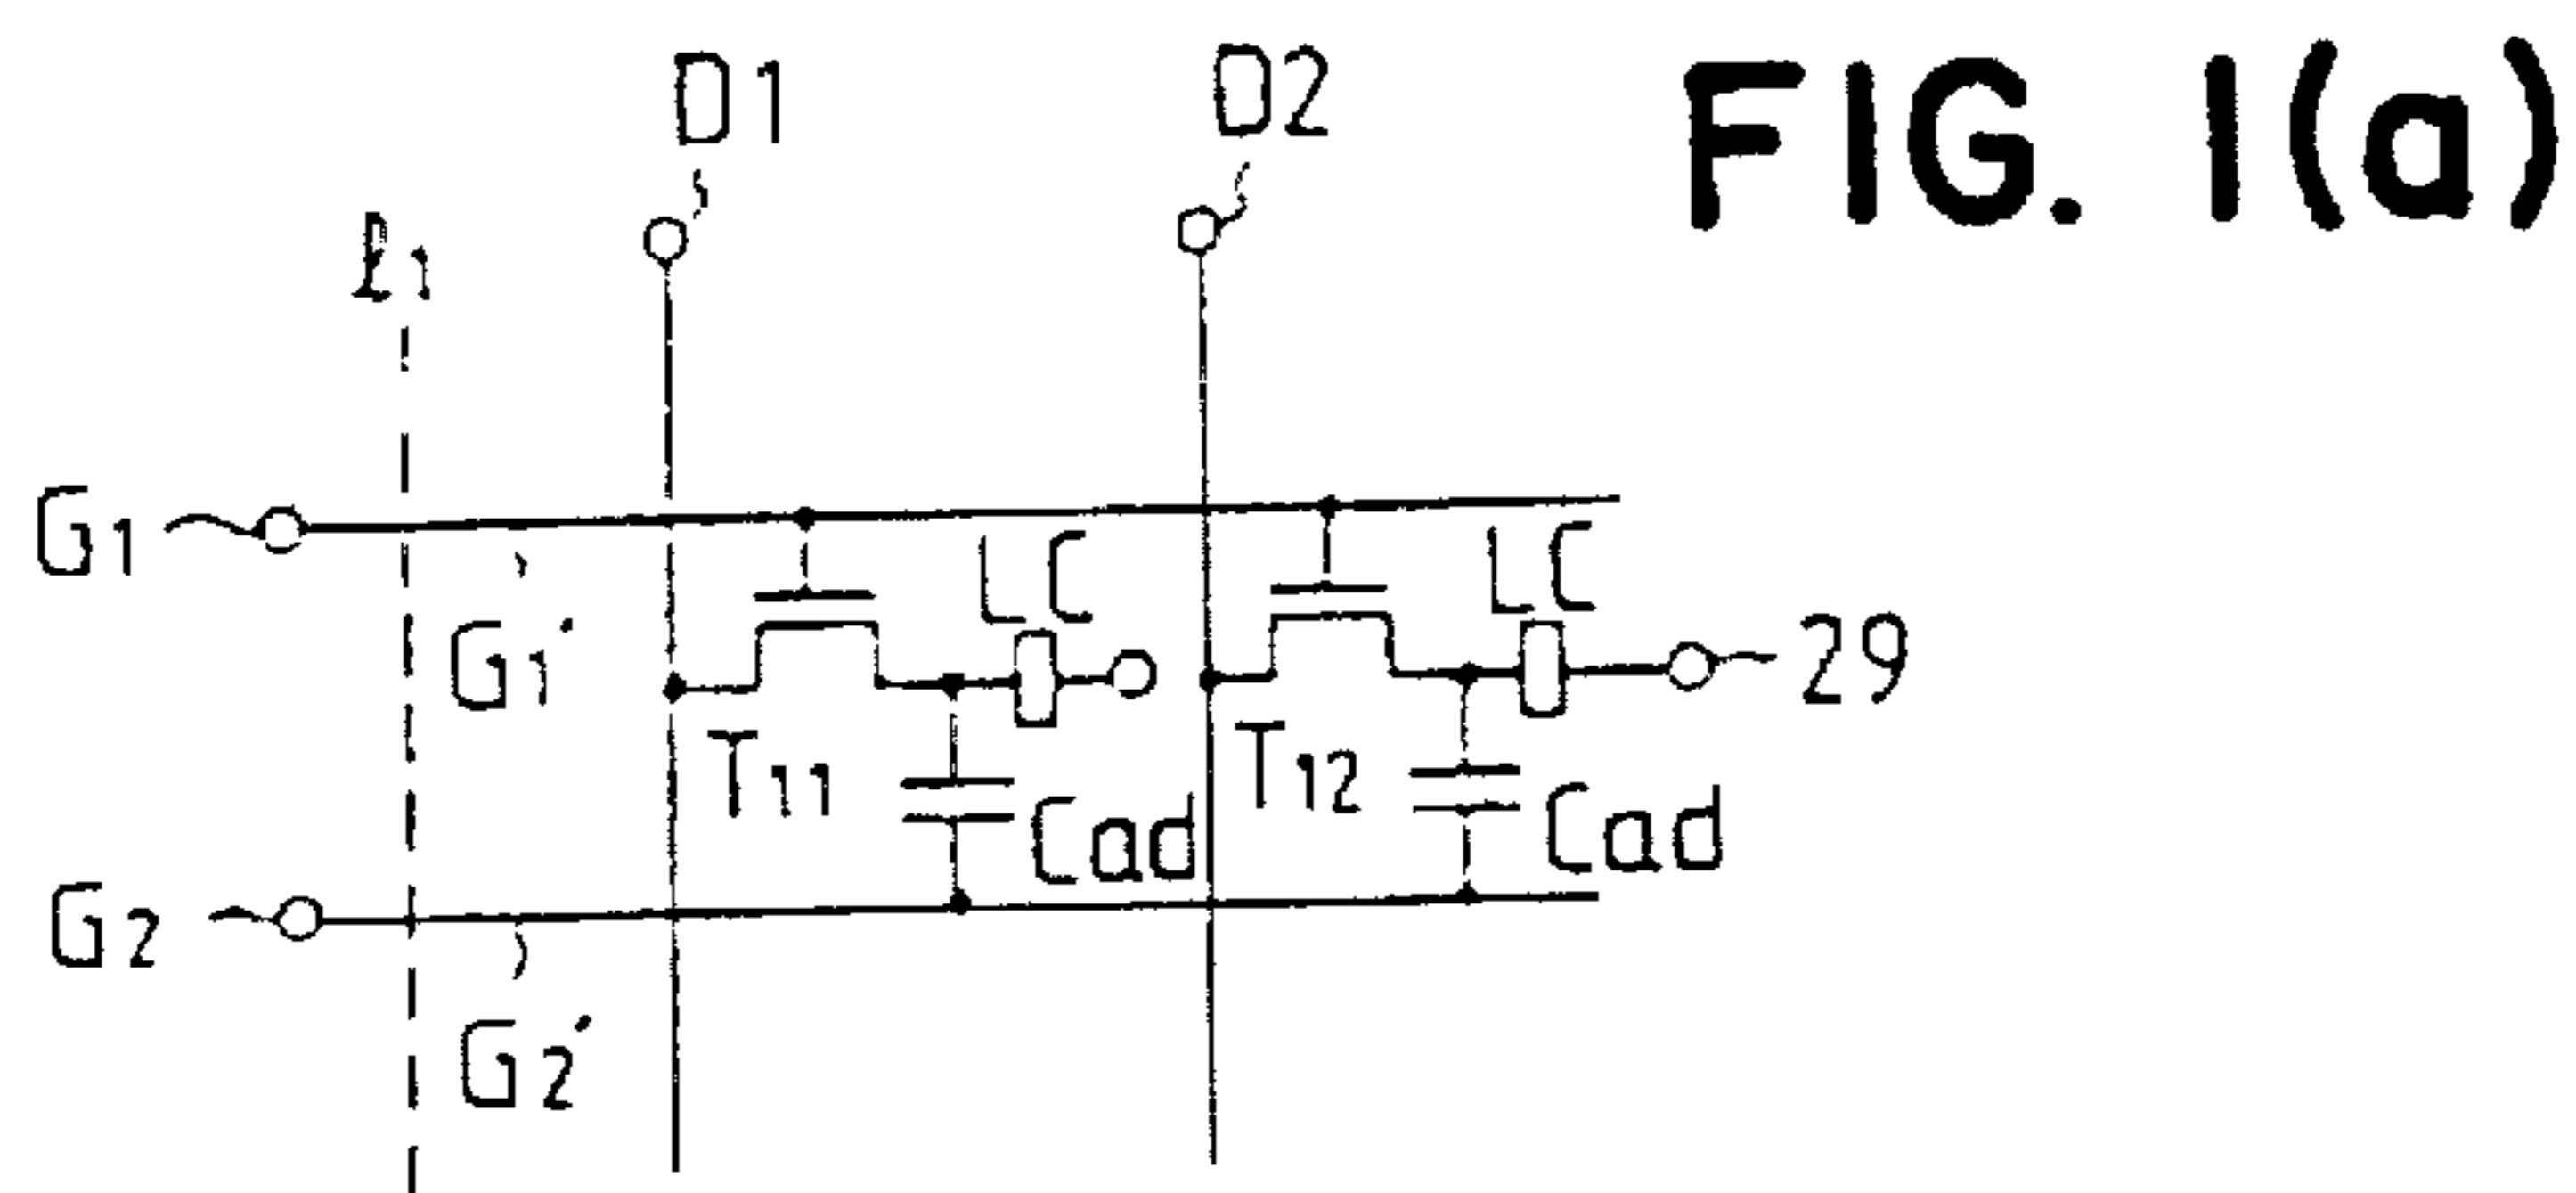 D1 D2 FIG. 1(a)
ℓ1
G1 LC LC
G1' 29
T11 T12
Cad Cad
G2
G2'